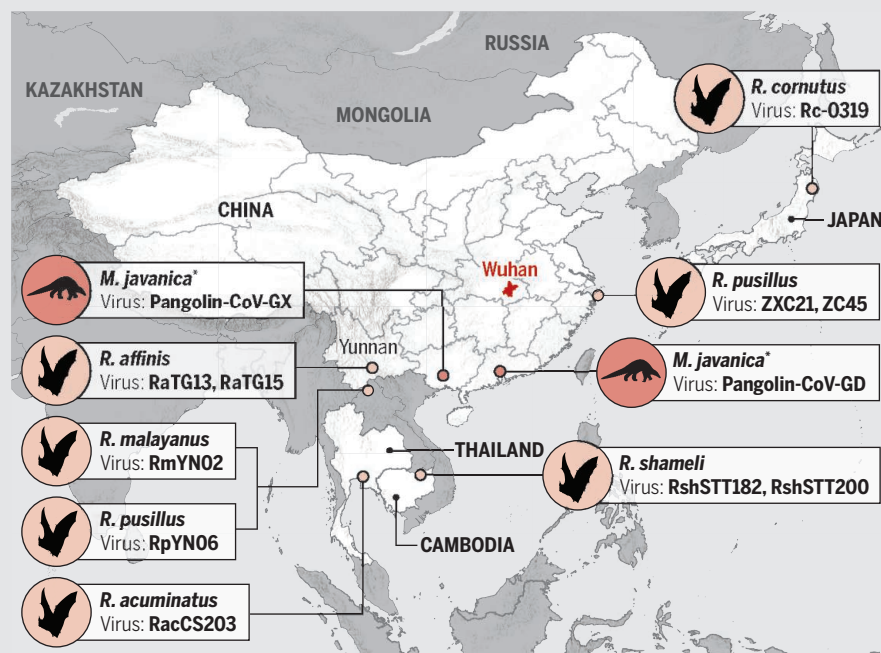 RUSSIA
KAZAKHSTAN
MONGOLIA
R. cornutus
Virus: Rc-0319
CHINA
JAPAN
Wuhan
M. javanica*
Virus: Pangolin-CoV-GX
R. pusillus
Virus: ZXC21, ZC45
Yunnan
R. affinis
Virus: RaTG13, RaTG15
M. javanica*
Virus: Pangolin-CoV-GD
R. malayanus
Virus: RmYN02
THAILAND
R. shameli
Virus: RshSTT182, RshSTT200
R. pusillus
Virus: RpYN06
CAMBODIA
R. acuminatus
Virus: RacCS203